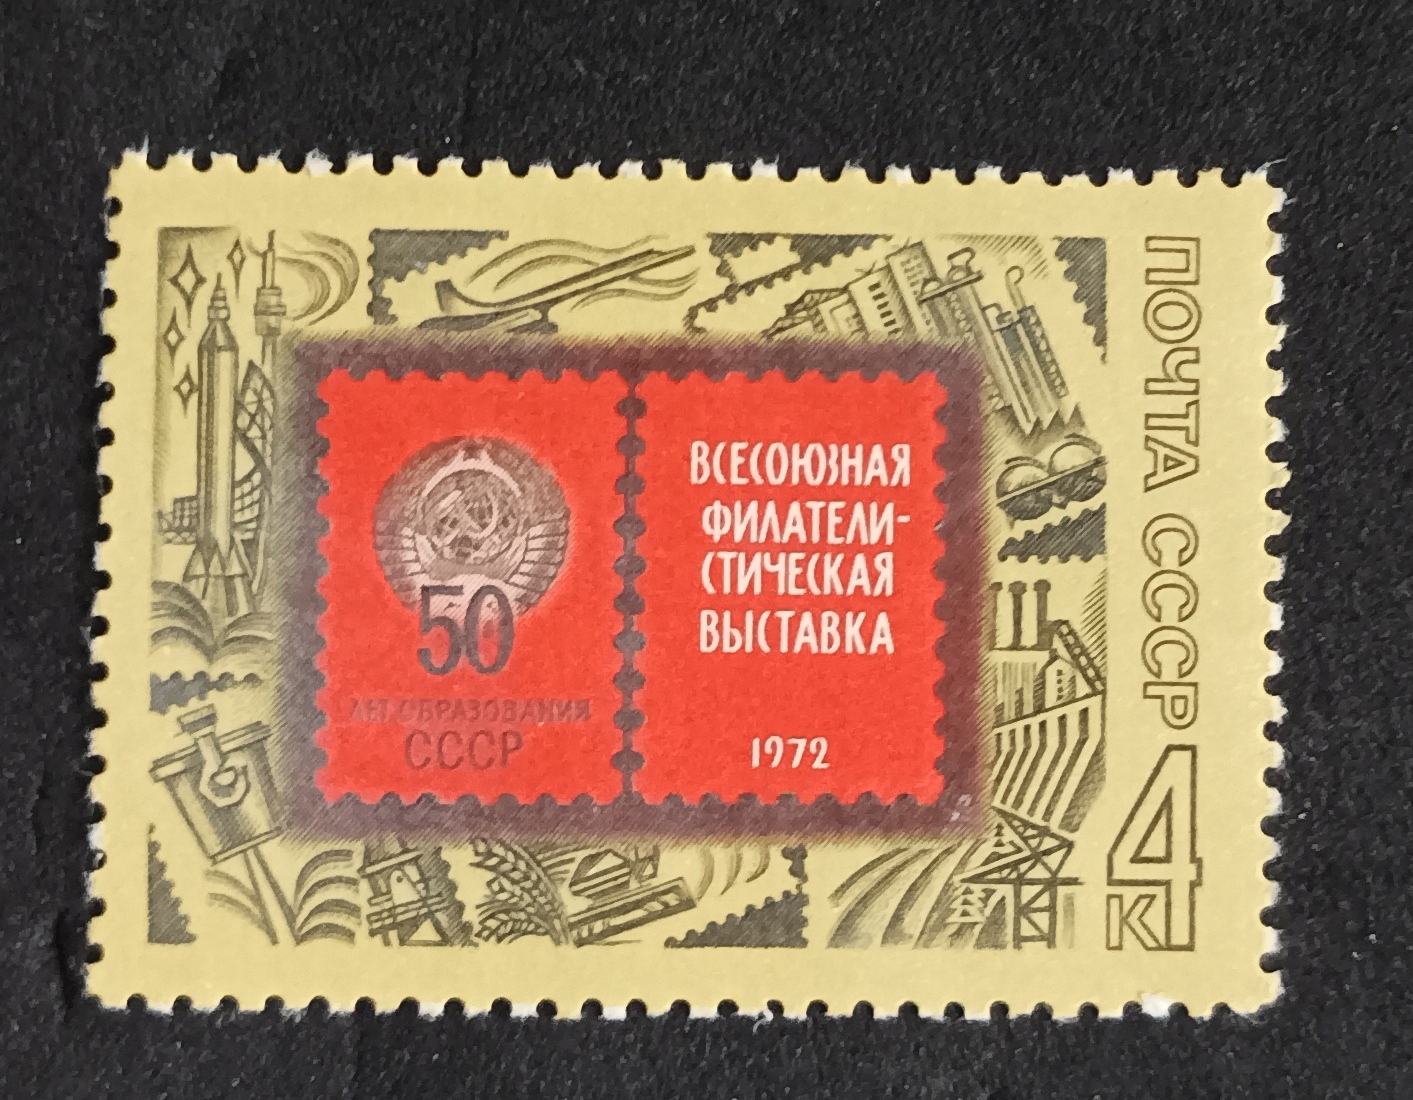 50
ЛЕТ ОБРАЗОВАНИЯ
СССР
ВСЕСОЮЗНАЯ
ФИЛАТЕЛИ-
СТИЧЕСКАЯ
ВЫСТАВКА
1972
ПОЧТА СССР
4
К